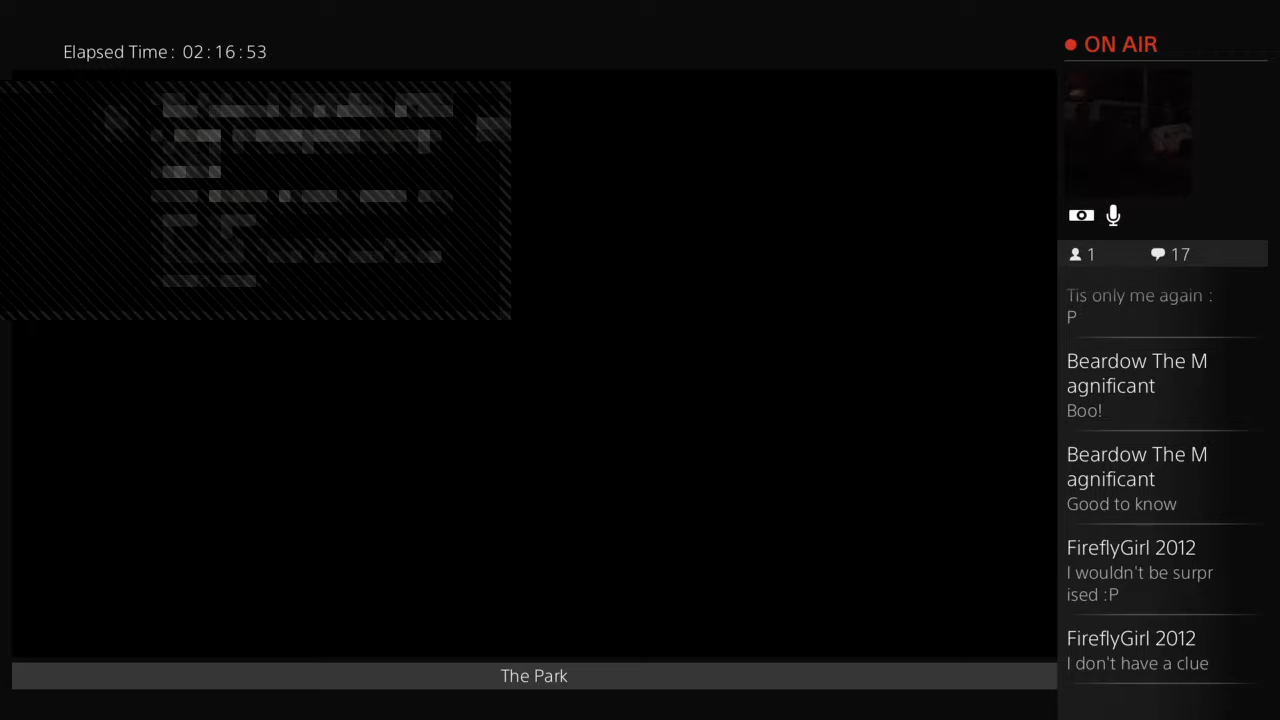 Elapsed Time: 02:16:53
ON AIR
1
17
Tis only me again :
P
Beardow The M
agnificant
Boo!
Beardow The M
agnificant
Good to know
FireflyGirl 2012
I wouldn't be surpr
ised :P
FireflyGirl 2012
I don't have a clue
The Park